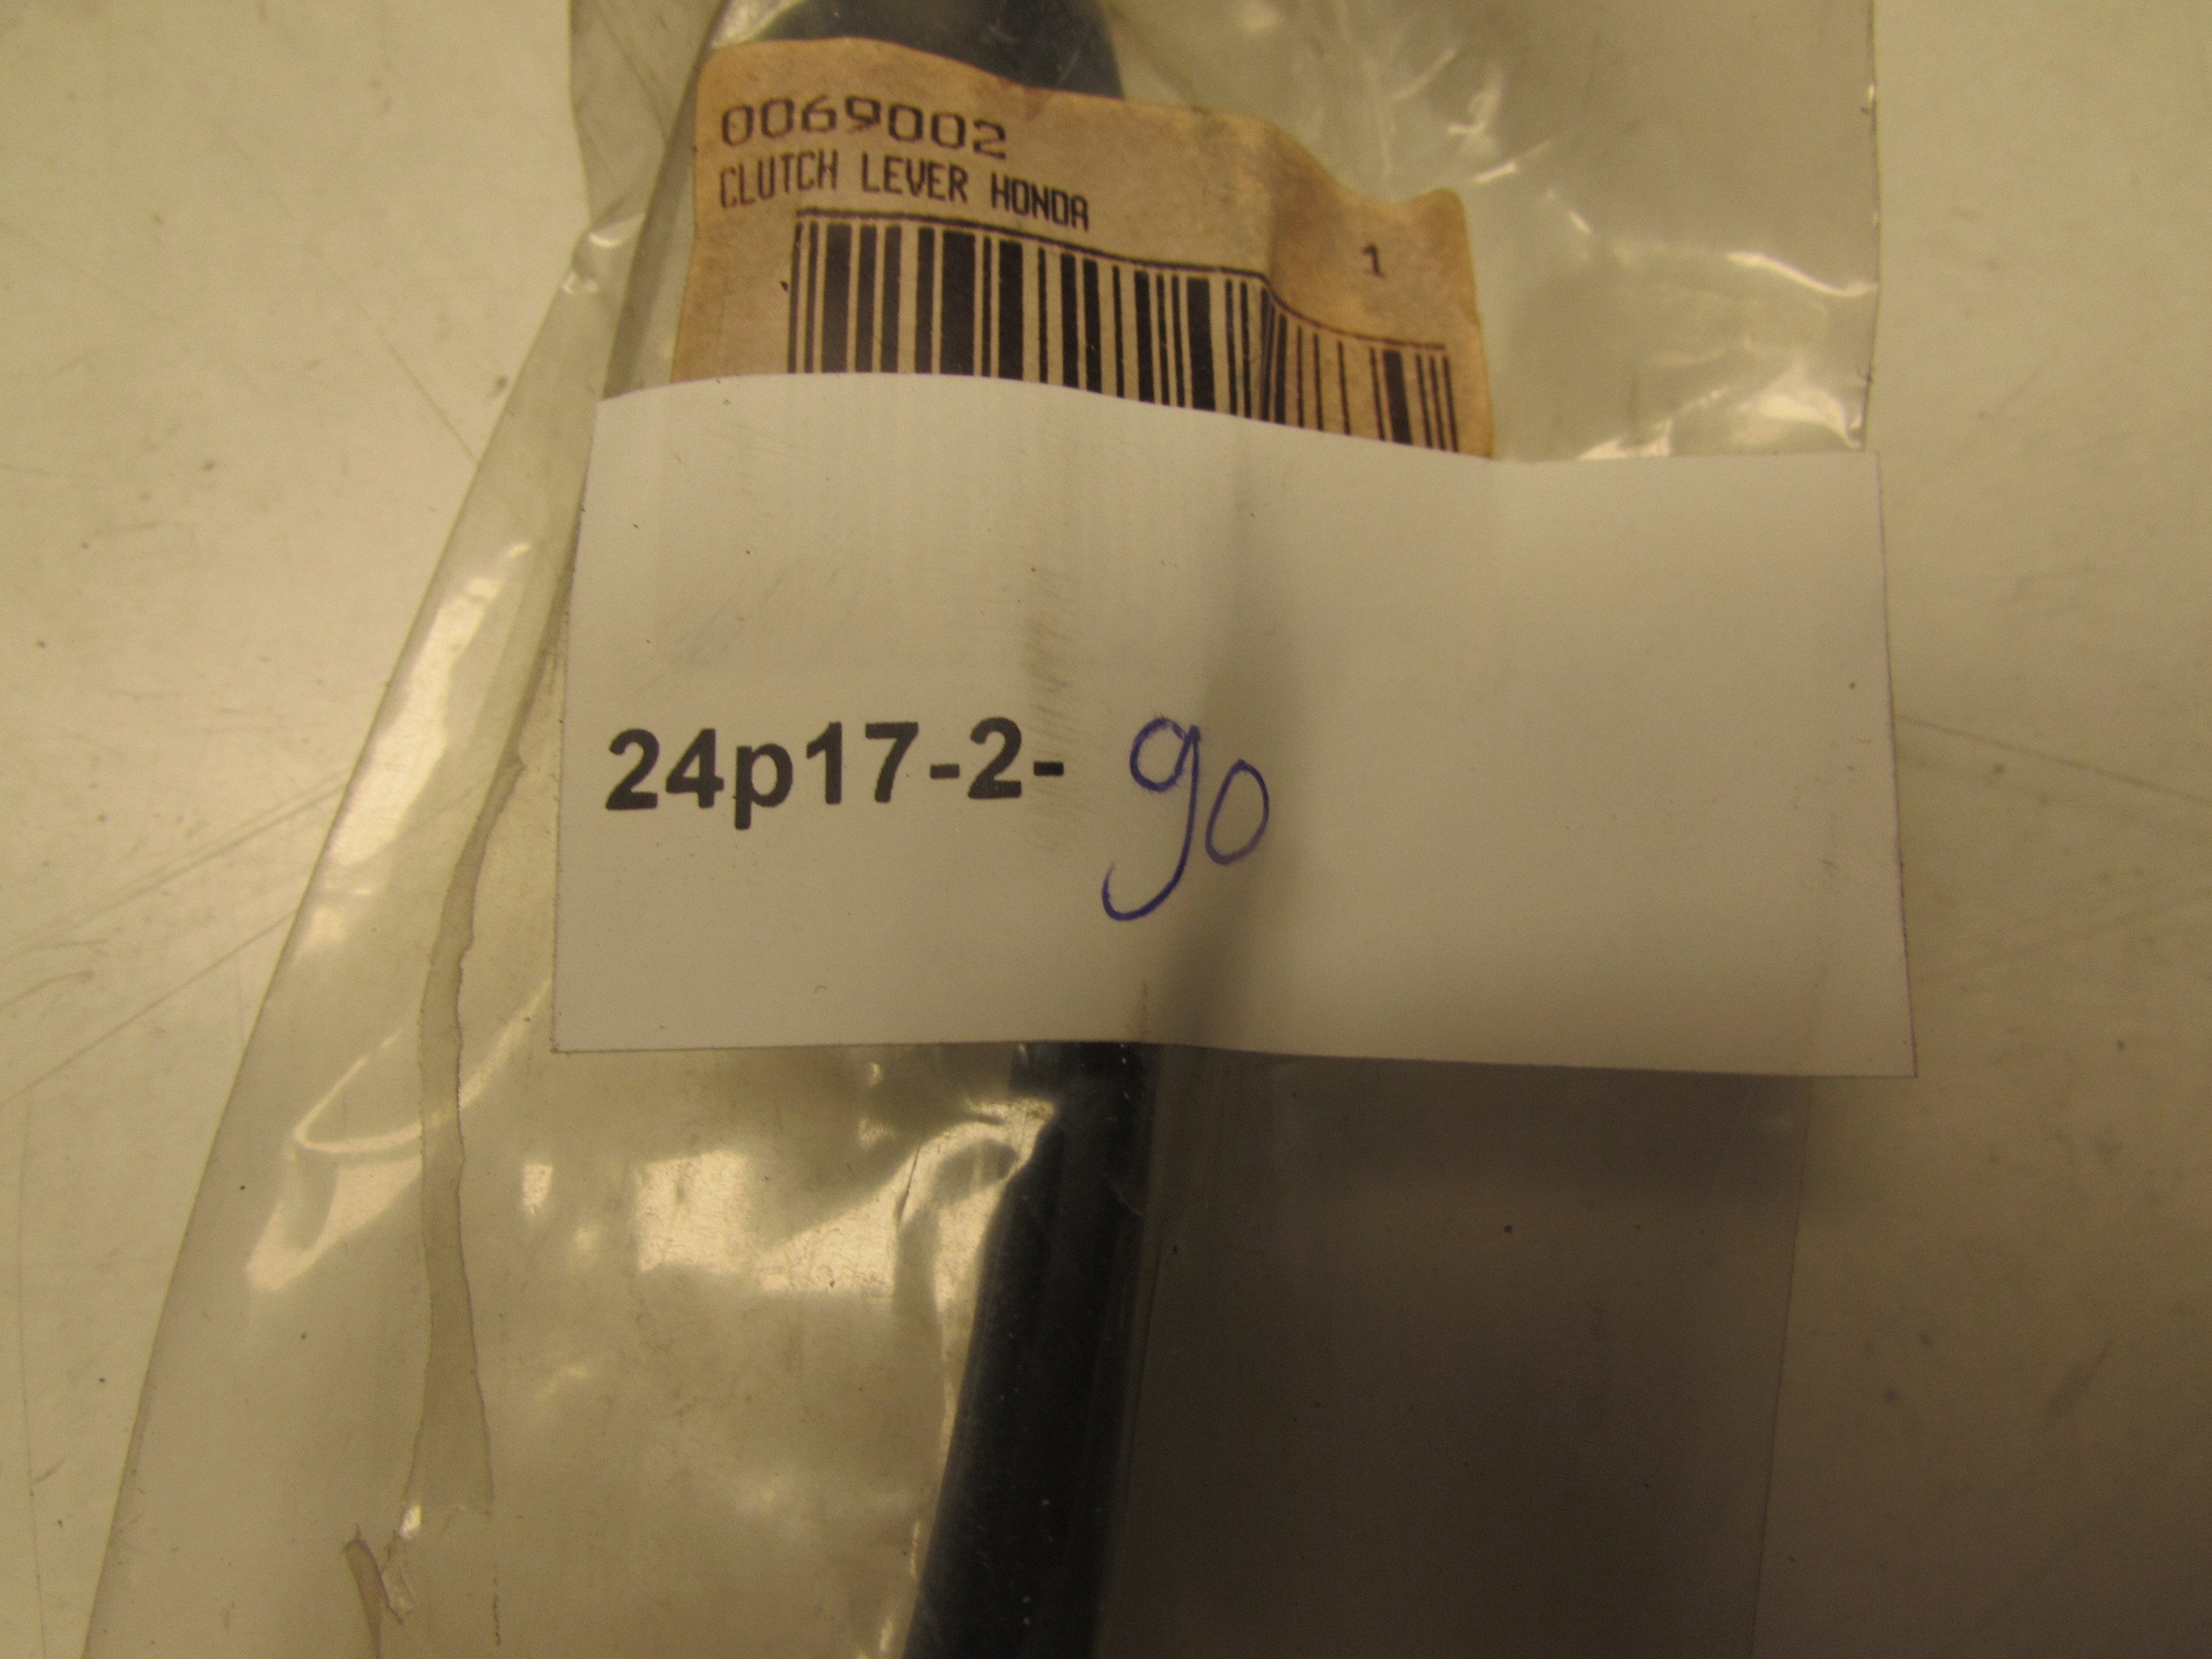 0069002
CLUTCH LEVER HONDA
1
24p17-2- 90